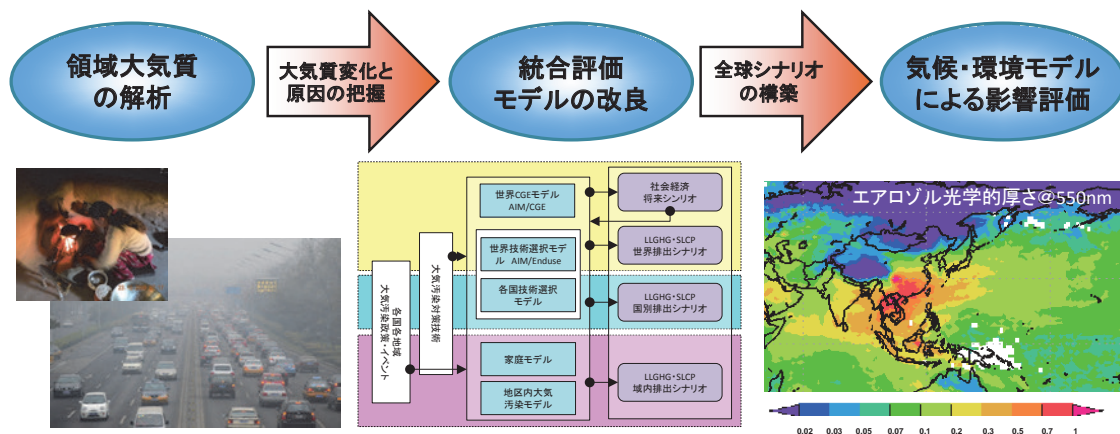 領域大気質
の解析
大気質変化と
原因の把握
統合評価
モデルの改良
全球シナリオ
の構築
気候・環境モデル
による影響評価
各国各地域
大気汚染政策・イベント
大気汚染対策技術
世界CGEモデル
AIM/CGE
世界技術選択モデ
ル AIM/Enduse
各国技術選択
モデル
家庭モデル
地区内大気
汚染モデル
社会経済
将来シンリオ
LLGHG・SLCP
世界排出シナリオ
LLGHG・SLCP
国別排出シナリオ
LLGHG・SLCP
域内排出シナリオ
エアロゾル光学的厚さ@550nm
0.02 0.03 0.05 0.07 0.1 0.2 0.3 0.5 0.7 1